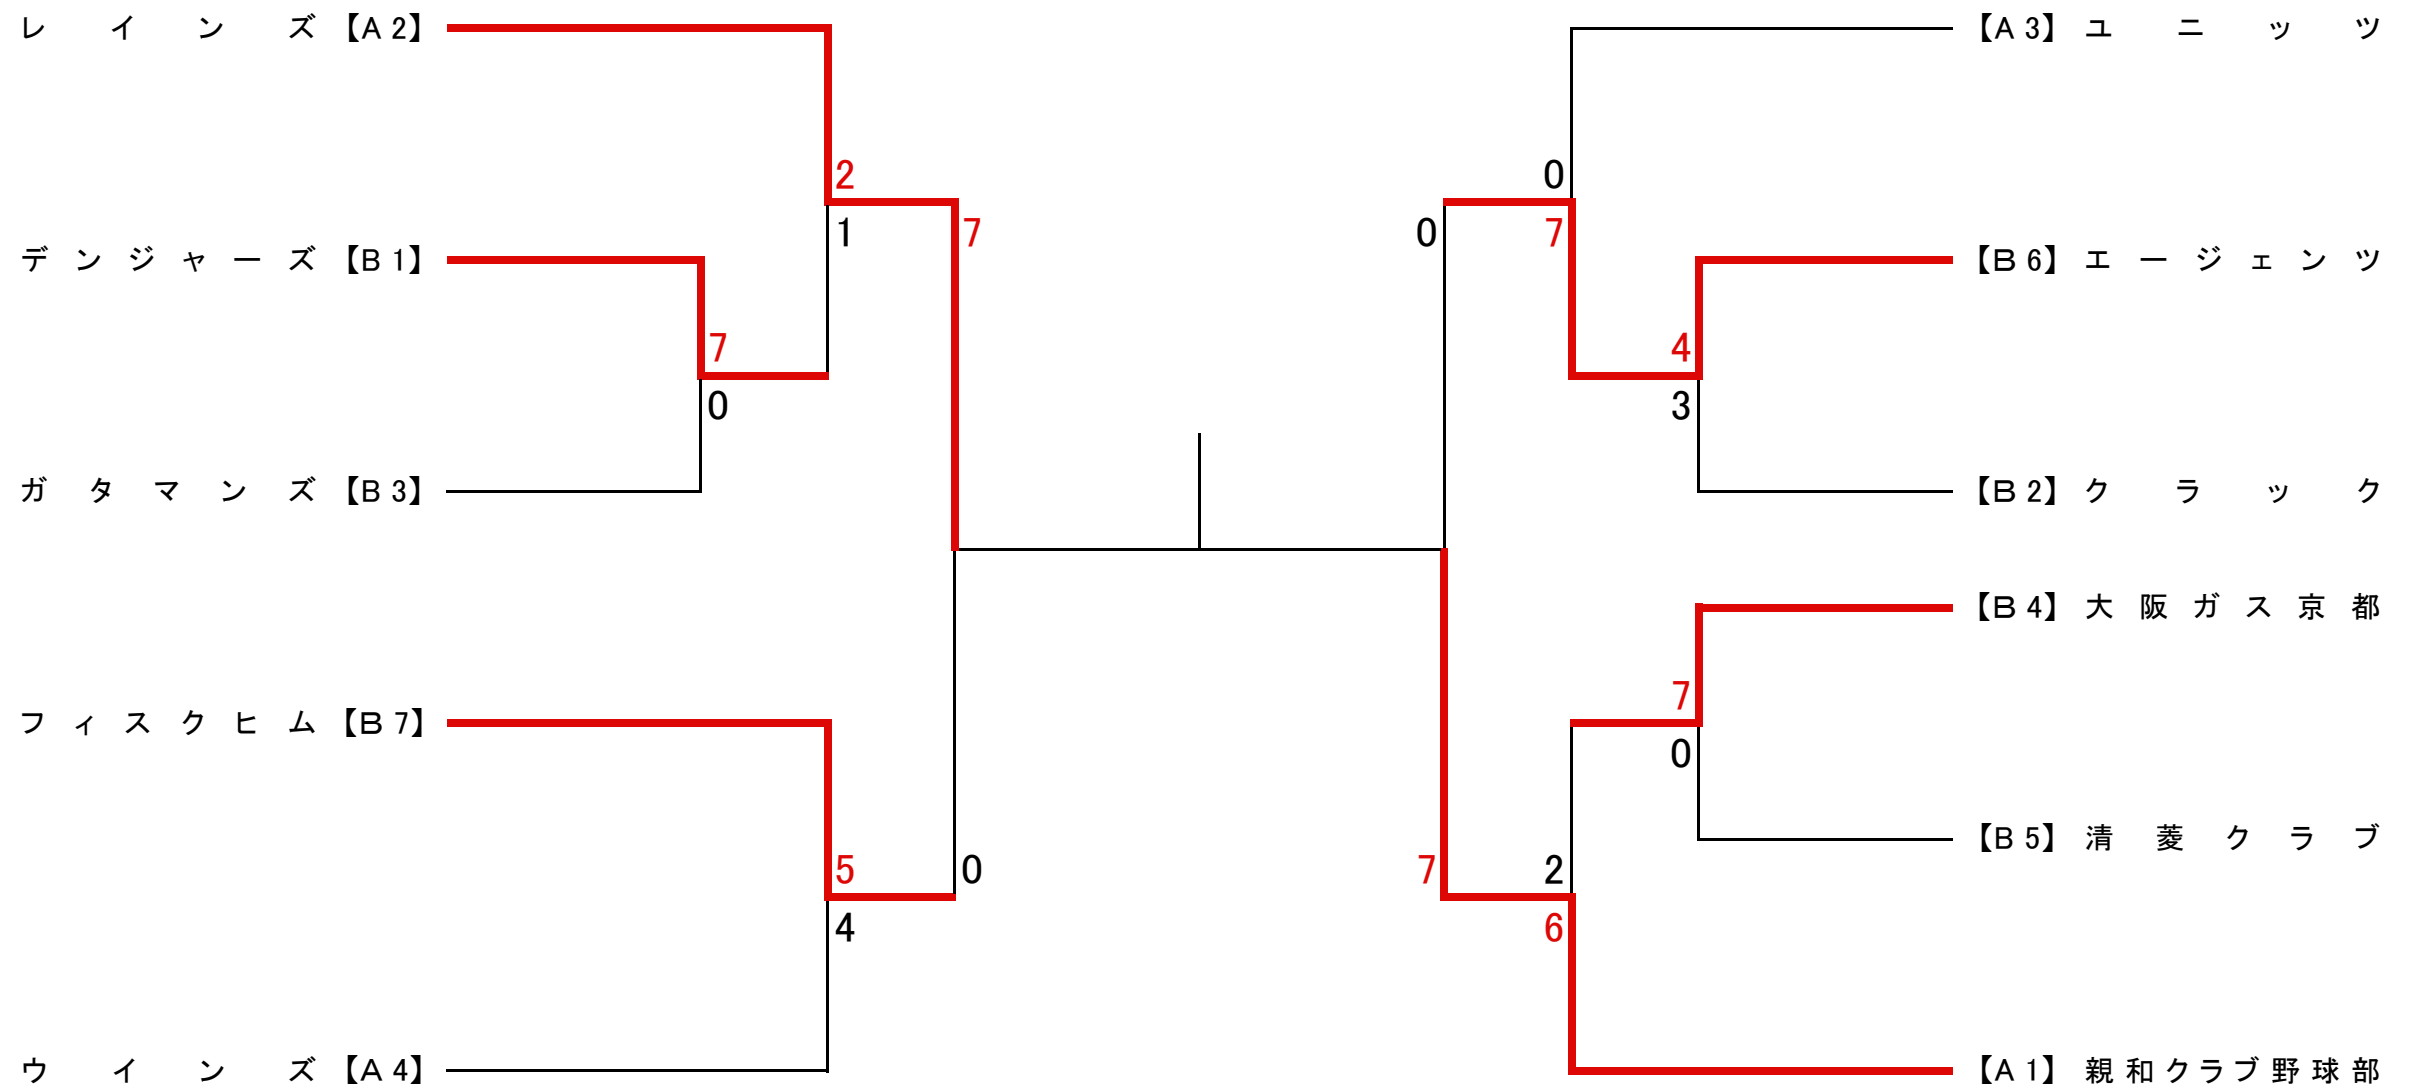 レインズ【A 2】 【A 3】ユニッツ
2 0
1 7 0 7
デンジャーズ【B 1】 【B 6】エージェンツ
7 4
0 3
ガタマンズ【B 3】 【B 2】クラック
【B 4】大阪ガス京都
7
フィスクヒム【B 7】
0
【B 5】清菱クラブ
5 0 7 2
4 6
ウインズ【A 4】 【A 1】親和クラブ野球部